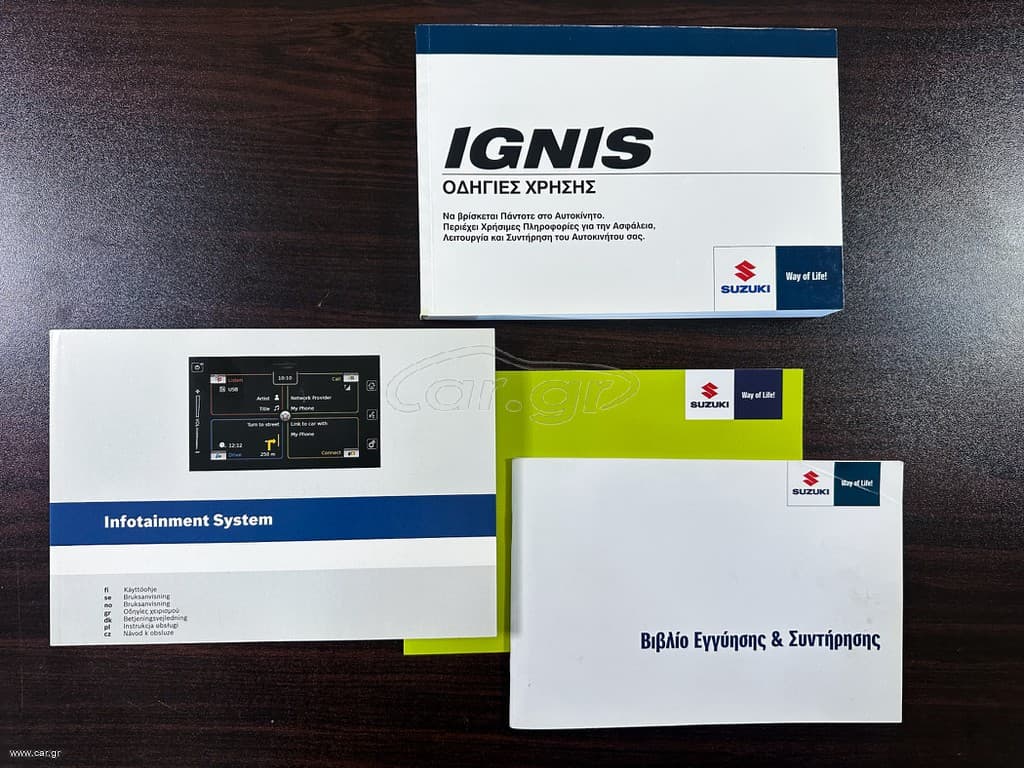 IGNIS
ΟΔΗΓΙΕΣ ΧΡΗΣΗΣ
Να βρίσκεται Πάντοτε στο Αυτοκίνητο.
Περιέχει Χρήσιμες Πληροφορίες για την Ασφάλεια,
Λειτουργία και Συντήρηση του Αυτοκινήτου σας.
SUZUKI
Way of Life!
Listen
10:10
Call
USB
Artist
Title
Network Provider
My Phone
VOL
Turn to street
Link to car with
My Phone
12:12
250 m
Drive
Connect
Infotainment System
fi Käyttöohje
se Bruksanvisning
no Bruksanvisning
gr Οδηγίες χειρισμού
dk Betjeningsvejledning
pl Instrukcja obsługi
cz Návod k obsluze
car.gr
SUZUKI
Way of Life!
SUZUKI
Way of Life!
Βιβλίο Εγγύησης & Συντήρησης
www.car.gr